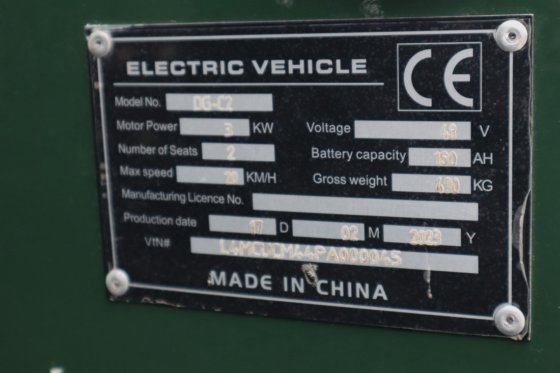 ELECTRIC VEHICLE CE
Model No. DG-C2
Motor Power 3 KW Voltage 48 V
Number of Seats 2 Battery capacity 150 AH
Max speed KM/H Gross weight KG
Manufacturing Licence No.
Production date 17 D 02 M 2023 Y
VIN#
MADE IN CHINA